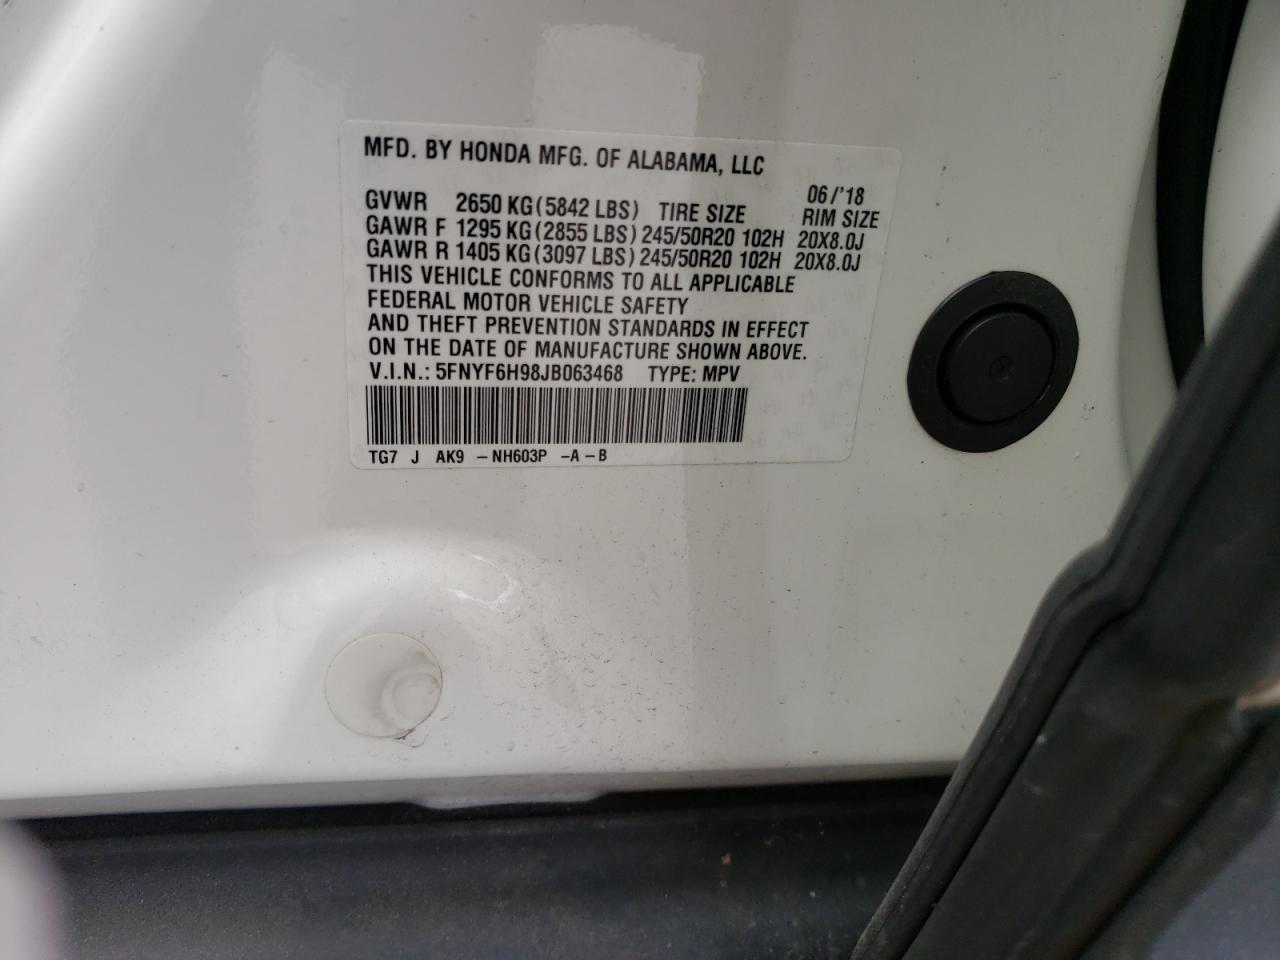 MFD. BY HONDA MFG. OF ALABAMA, LLC
06/'18
GVWR 2650 KG(5842 LBS) TIRE SIZE RIM SIZE
GAWR F 1295 KG(2855 LBS) 245/50R20 102H 20X8.0J
GAWR R 1405 KG(3097 LBS) 245/50R20 102H 20X8.0J
THIS VEHICLE CONFORMS TO ALL APPLICABLE
FEDERAL MOTOR VEHICLE SAFETY
AND THEFT PREVENTION STANDARDS IN EFFECT
ON THE DATE OF MANUFACTURE SHOWN ABOVE.
V.I.N.: 5FNYF6H98JB063468 TYPE: MPV
TG7 J AK9 -NH603P -A-B